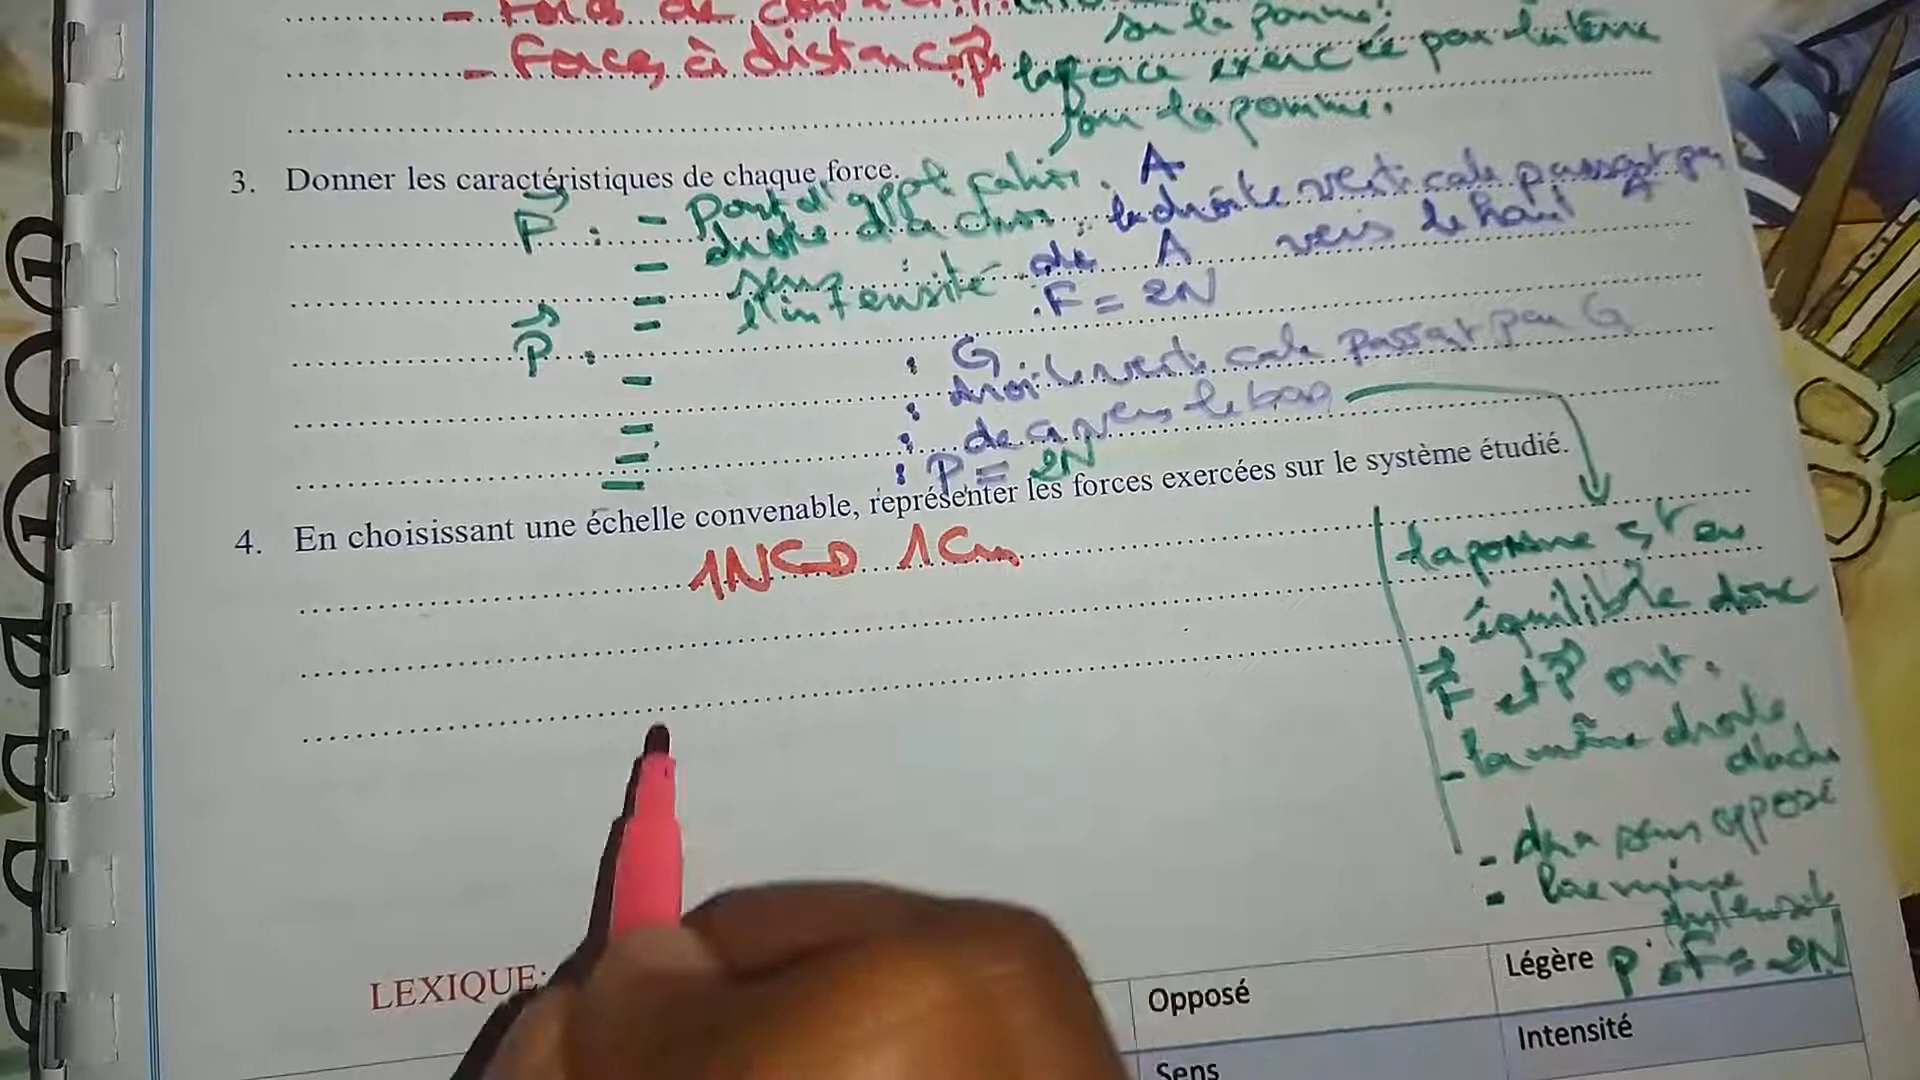 - Forces à distance P la force exercée par la terre
sur la pomme.
sur la pomme.
3. Donner les caractéristiques de chaque force.
F : - point d'application : A
- droite d'action : la droite verticale passant par A
- sens : de A vers le haut
- l'intensité F = 2N
P :
- : G
- : droite verticale passant par G
- : de G vers le bas
- : P = 2N
4. En choisissant une échelle convenable, représenter les forces exercées sur le système étudié.
1N 1Cm
la pomme est en
équilibre donc
F et P ont.
- la même droite
d'action
- sens opposé
- la même
intensité
P = F = 2N
LEXIQUE:
Opposé
Légère
Sens
Intensité